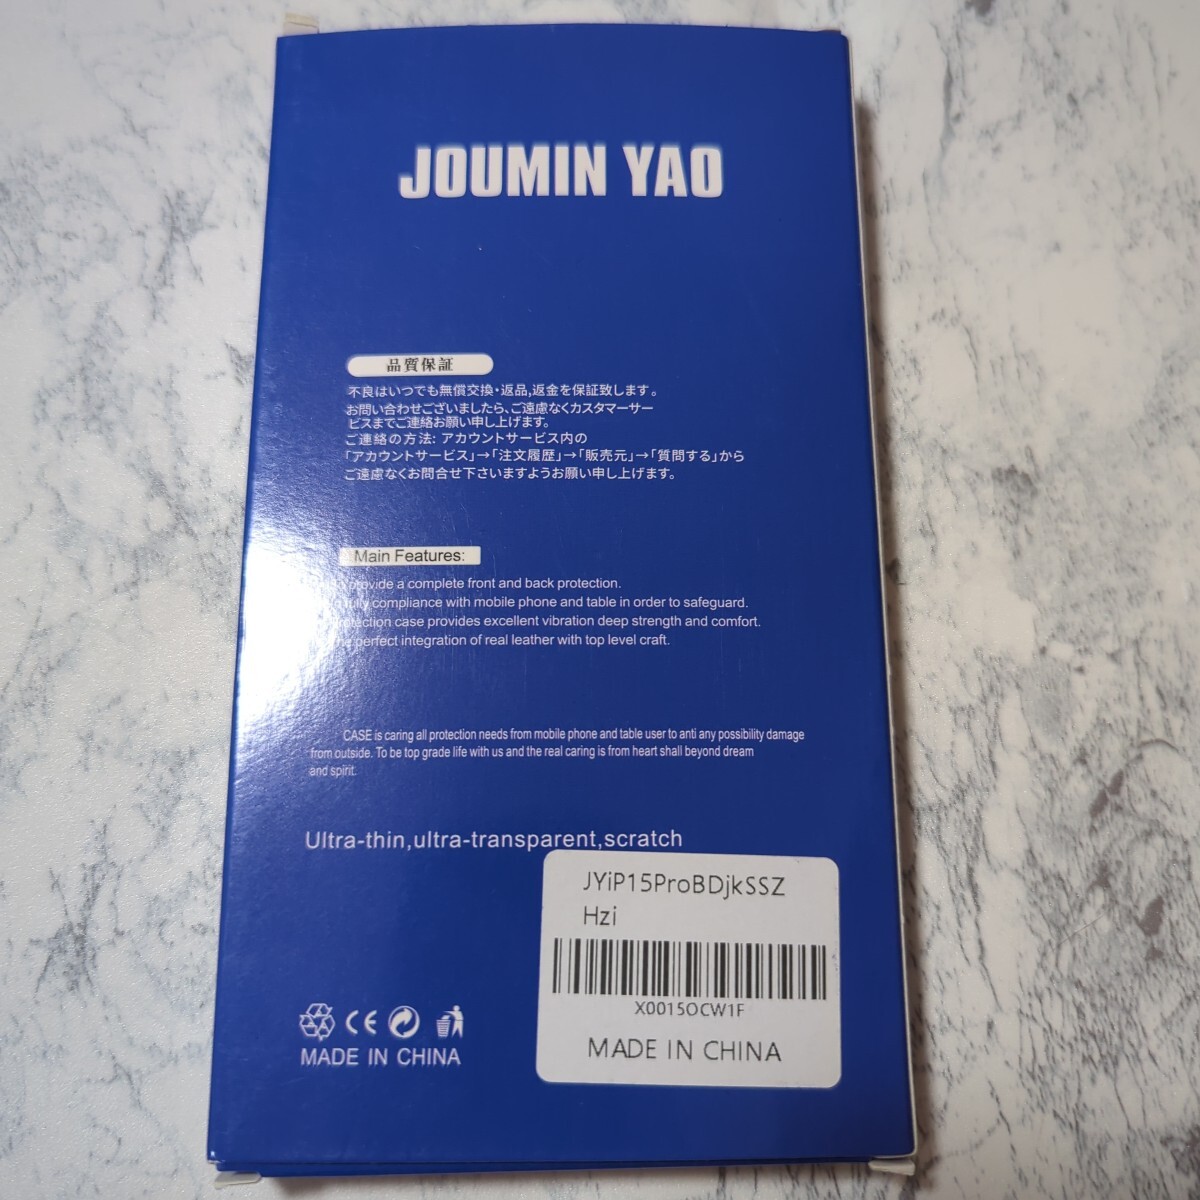 JOUMIN YAO
品質保証
不良はいつでも無償交換・返品,返金を保証致します。
お問い合わせございましたら、ご遠慮なくカスタマーサー
ビスまでご連絡お願い申し上げます。
ご連絡の方法: アカウントサービス内の
「アカウントサービス」→「注文履歴」→「販売元」→「質問する」から
ご遠慮なくお問合せ下さいますようお願い申し上げます。
Main Features:
provide a complete front and back protection.
fully compliance with mobile phone and table in order to safeguard.
protection case provides excellent vibration deep strength and comfort.
perfect integration of real leather with top level craft.
CASE is caring all protection needs from mobile phone and table user to anti any possibility damage
from outside. To be top grade life with us and the real caring is from heart shall beyond dream
and spirit.
Ultra-thin,ultra-transparent,scratch
JYiP15ProBDjkSSZ
Hzi
X0015OCW1F
MADE IN CHINA
CE
MADE IN CHINA